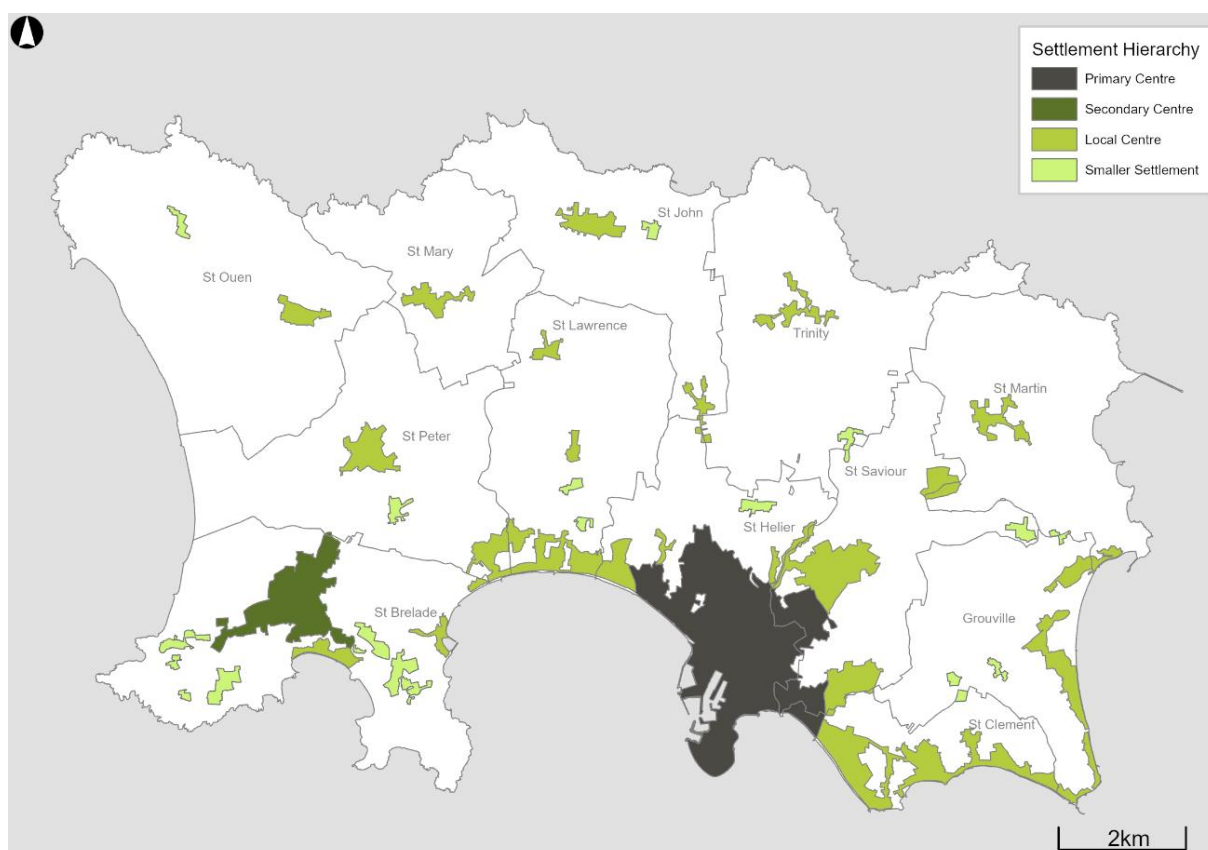 Settlement Hierarchy
Primary Centre
Secondary Centre
Local Centre
Smaller Settlement
St John
St Mary
St Ouen
St Lawrence
Trinity
St Martin
St Peter
St Saviour
St Helier
St Brelade
Grouville
St Clement
2km